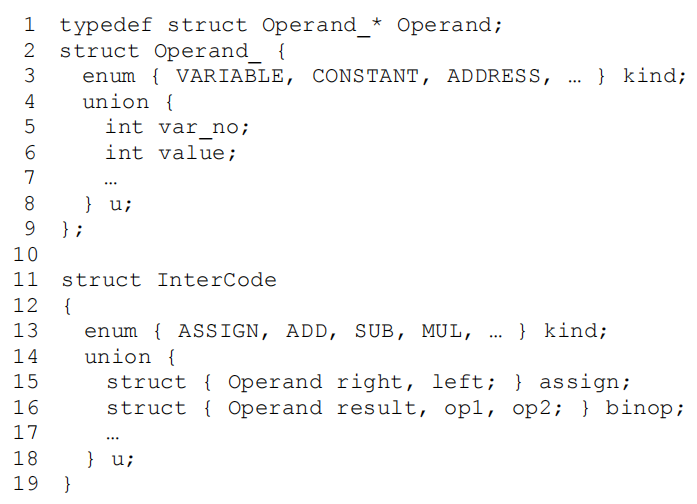 1 typedef struct Operand_* Operand;
2 struct Operand_ {
3   enum { VARIABLE, CONSTANT, ADDRESS, … } kind;
4   union {
5     int var_no;
6     int value;
7     …
8   } u;
9 };
10
11 struct InterCode
12 {
13   enum { ASSIGN, ADD, SUB, MUL, … } kind;
14   union {
15     struct { Operand right, left; } assign;
16     struct { Operand result, op1, op2; } binop;
17     …
18   } u;
19 }